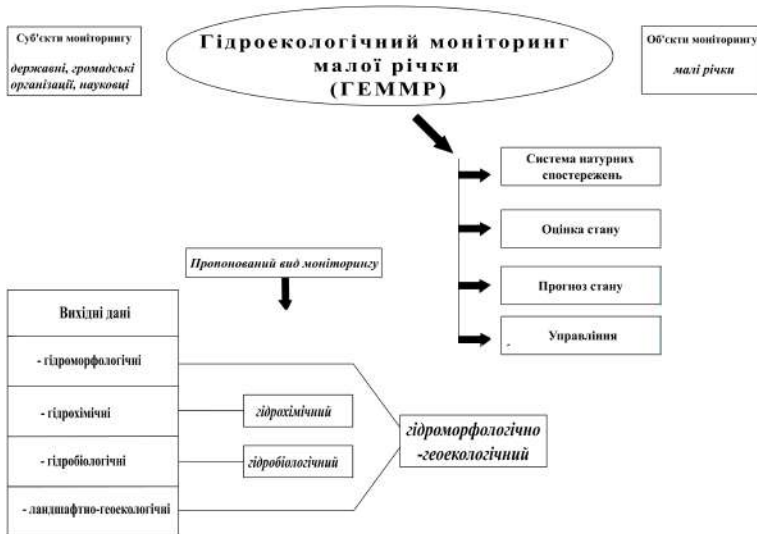 Суб'єкти моніторингу
державні, громадські
організації, науковці
Гідроекологічний моніторинг
малої річки
(ГЕММР)
Об'єкти моніторингу
малі річки
Система натурних
спостережень
Оцінка стану
Прогноз стану
Управління
Пропонований вид моніторингу
Вихідні дані
- гідроморфологічні
- гідрохімічні
- гідробіологічні
- ландшафтно-геоекологічні
гідрохімічний
гідробіологічний
гідроморфологічно
-геоекологічний